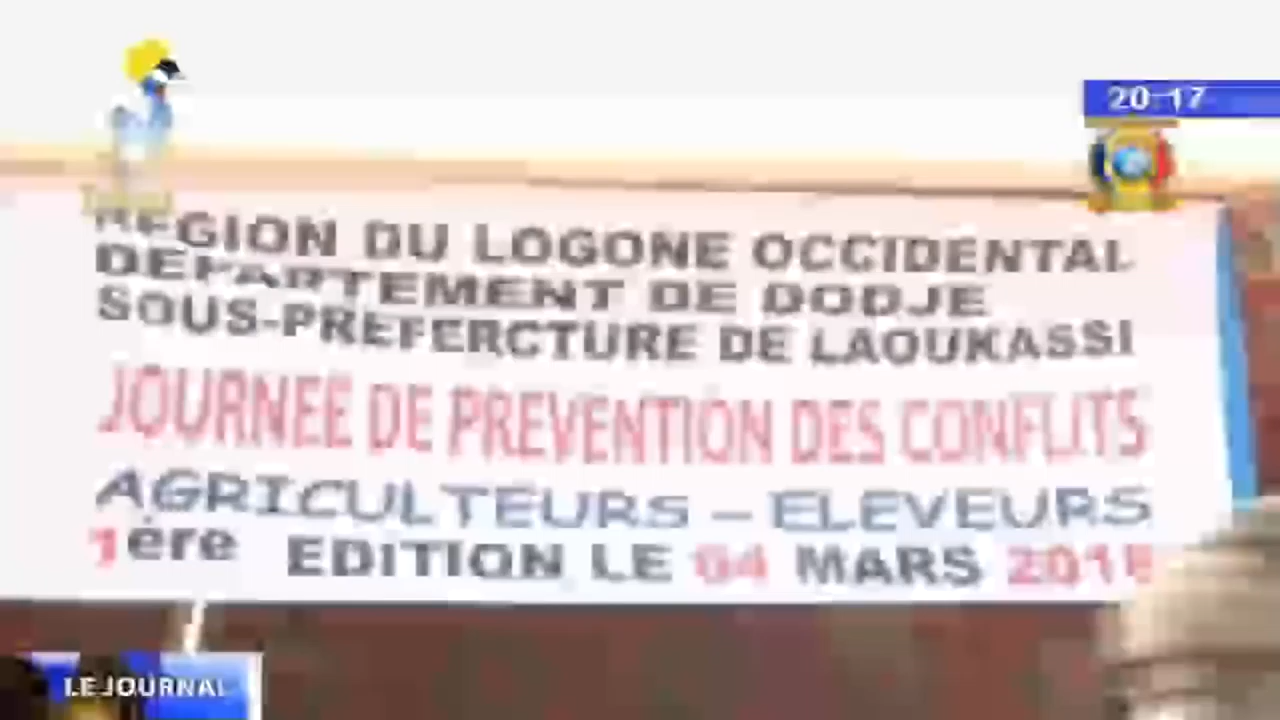 20:17
REGION DU LOGONE OCCIDENTAL
DEPARTEMENT DE DODJE
SOUS-PREFERCTURE DE LAOUKASSI
JOURNEE DE PREVENTION DES CONFLITS
AGRICULTEURS – ELEVEURS
1ère EDITION LE 04 MARS
LE JOURNAL